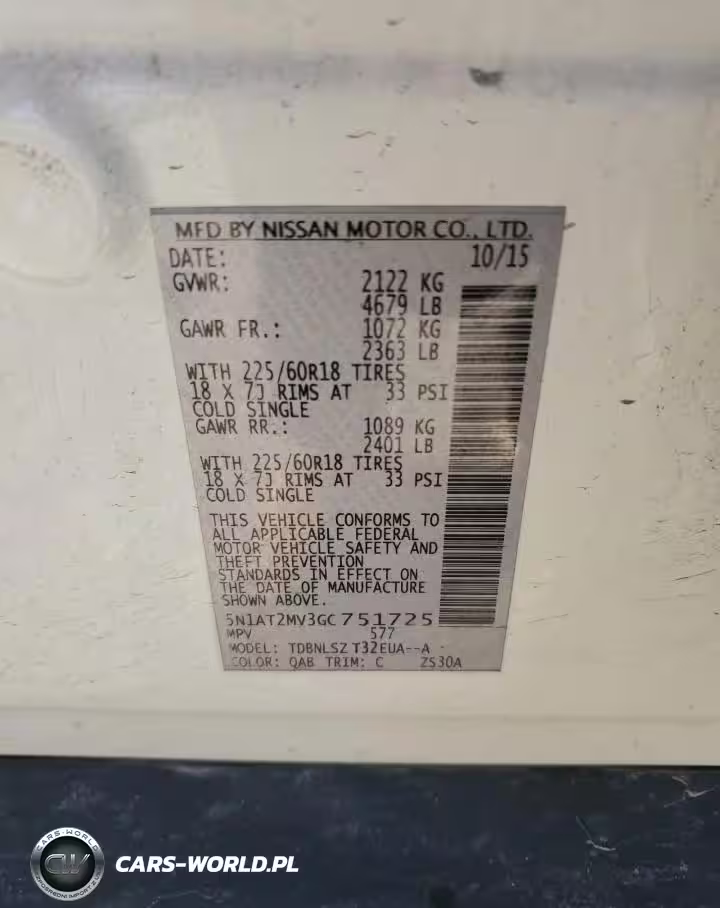 MFD BY NISSAN MOTOR CO., LTD.
DATE: 10/15
GVWR: 2122 KG
4679 LB
GAWR FR.: 1072 KG
2363 LB
WITH 225/60R18 TIRES
18 X 7J RIMS AT 33 PSI
COLD SINGLE
GAWR RR.: 1089 KG
2401 LB
WITH 225/60R18 TIRES
18 X 7J RIMS AT 33 PSI
COLD SINGLE
THIS VEHICLE CONFORMS TO
ALL APPLICABLE FEDERAL
MOTOR VEHICLE SAFETY AND
THEFT PREVENTION
STANDARDS IN EFFECT ON
THE DATE OF MANUFACTURE
SHOWN ABOVE.
5N1AT2MV3GC751725
MPV 577
MODEL: TDBNLSZ T32EUA--A
COLOR: QAB TRIM: C ZS30A
CARS-WORLD
CW
CARS-WORLD.PL